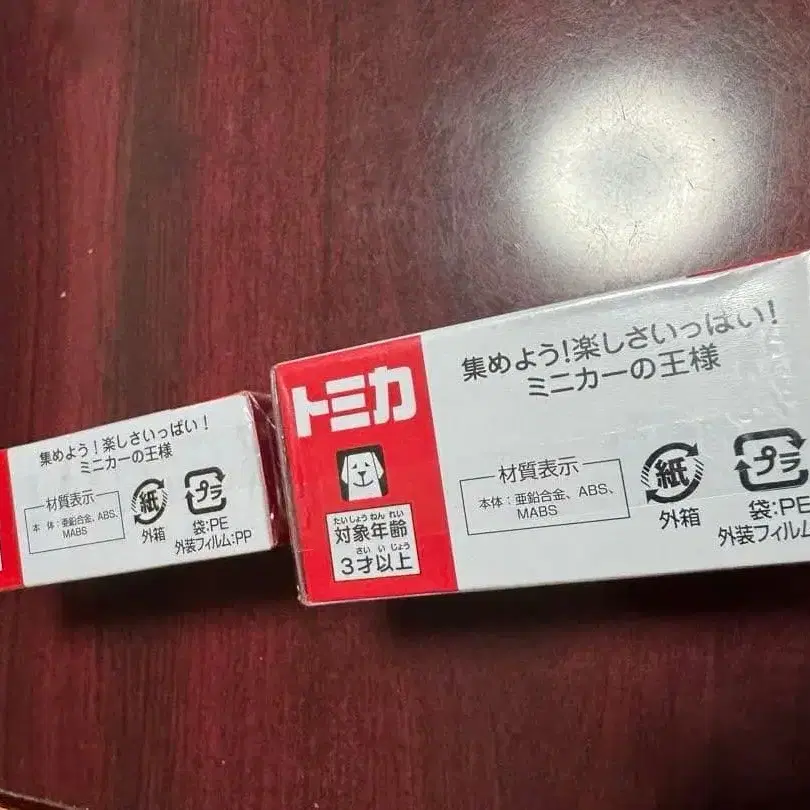 集めよう!楽しさいっぱい!
ミニカーの王様
材質表示
本体:亜鉛合金、ABS、
MABS
紙
外箱
プラ
袋:PE
外装フィルム:PP
トミカ
たいしょうねんれい
対象年齢
さいいじょう
3才以上
集めよう!楽しさいっぱい!
ミニカーの王様
材質表示
本体:亜鉛合金、ABS、
MABS
紙
外箱
プラ
袋:PE
外装フィルム